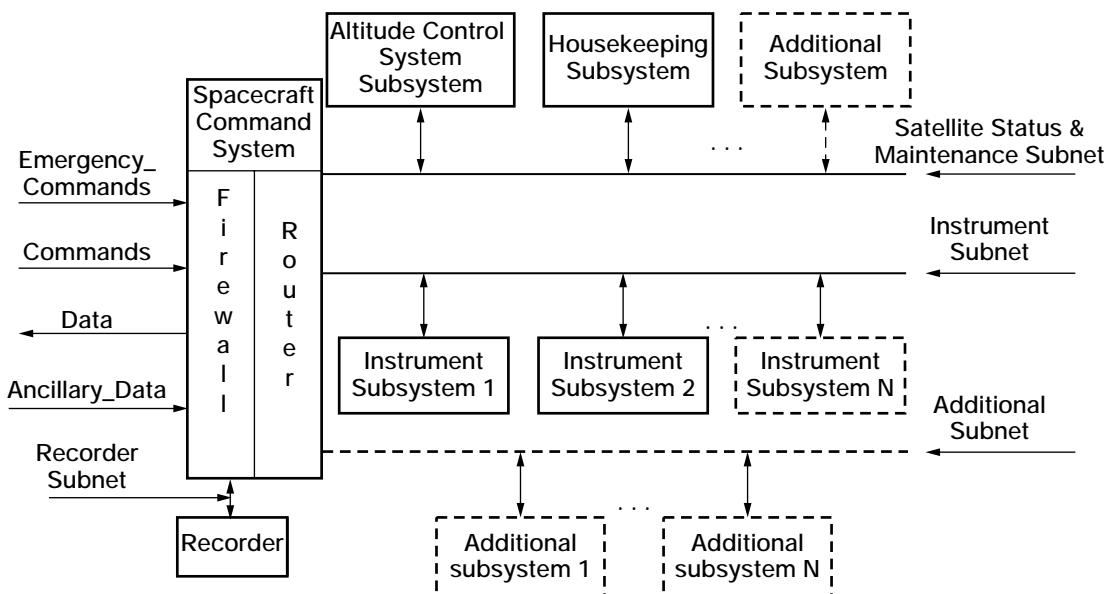 Altitude Control
System
Subsystem
Housekeeping
Subsystem
Additional
Subsystem
Spacecraft
Command
System
. . .
Satellite Status &
Maintenance Subnet
Emergency_
Commands
Firewall
Router
Commands
Instrument
Subnet
Data
. . .
Instrument
Subsystem 1
Instrument
Subsystem 2
Instrument
Subsystem N
Ancillary_Data
Additional
Subnet
Recorder
Subnet
. . .
Recorder
Additional
subsystem 1
Additional
subsystem N